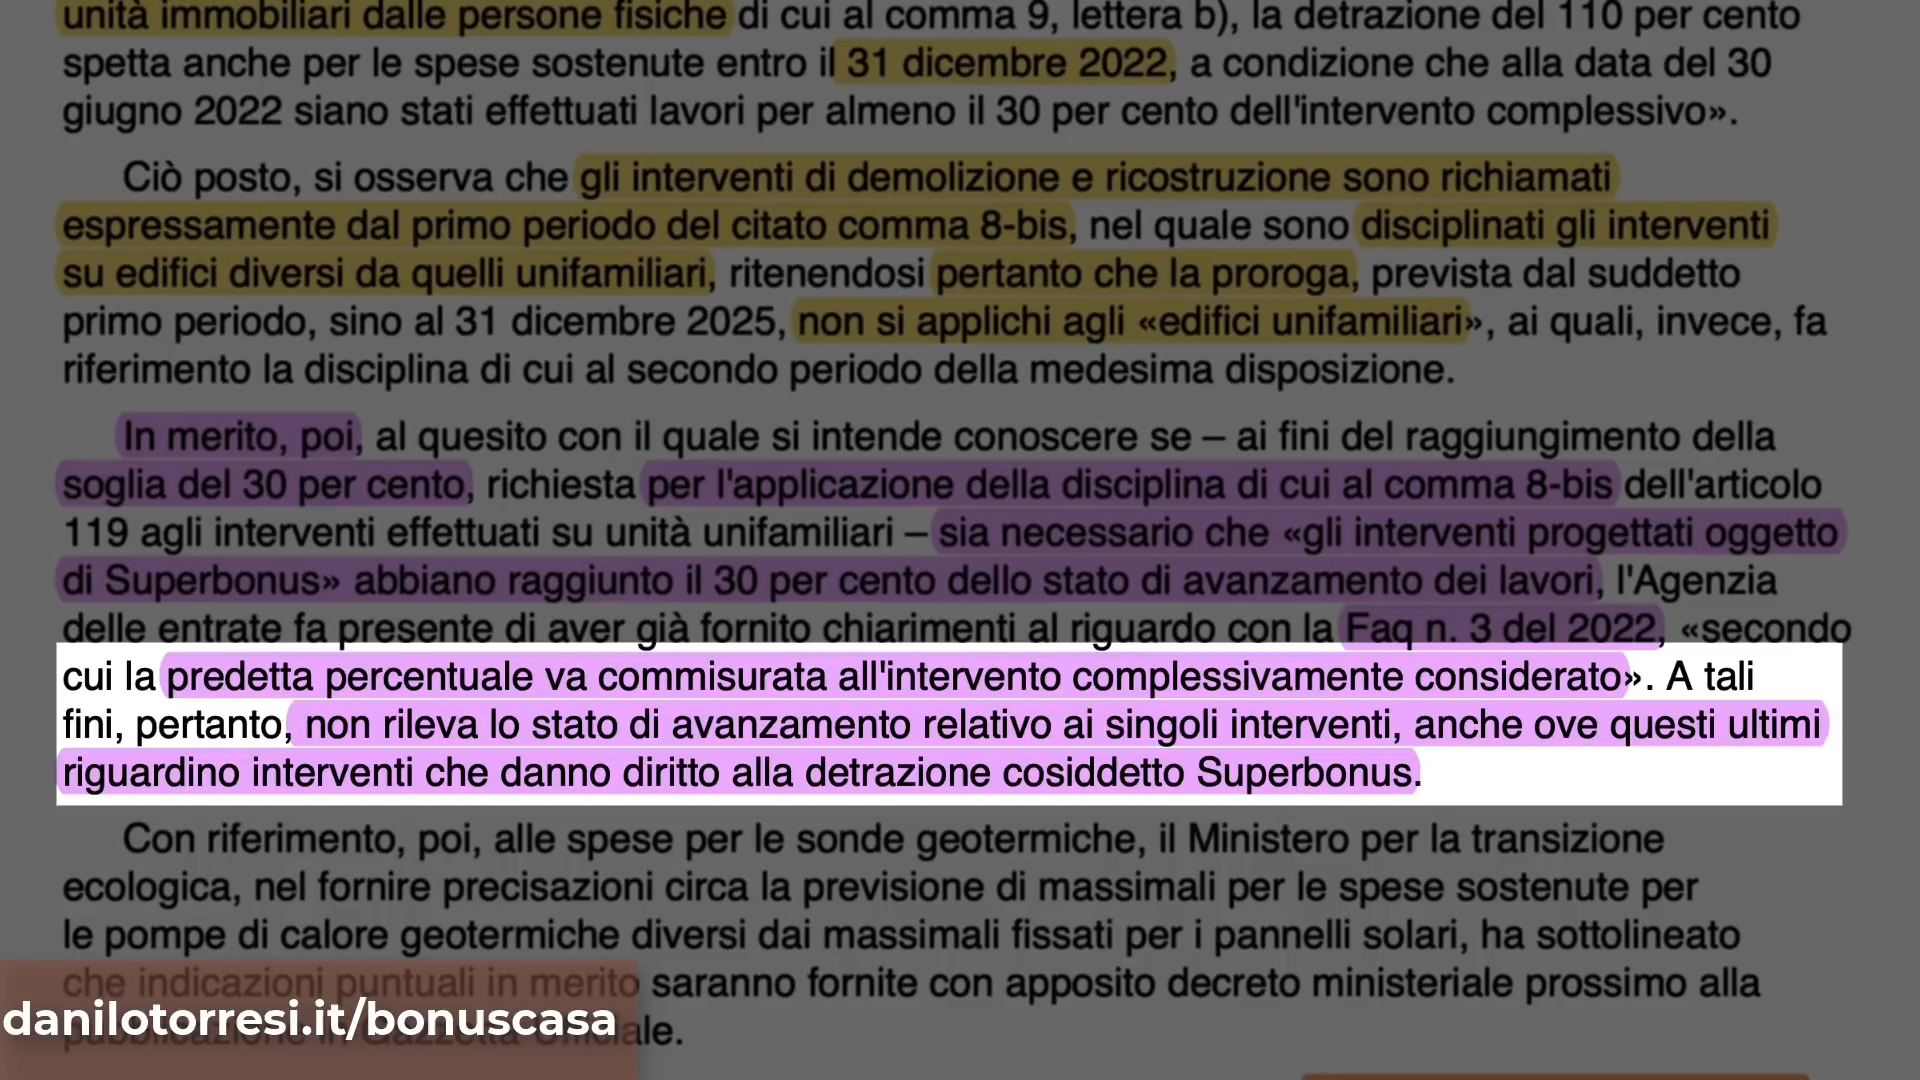 unità immobiliari dalle persone fisiche di cui al comma 9, lettera b), la detrazione del 110 per cento
spetta anche per le spese sostenute entro il 31 dicembre 2022, a condizione che alla data del 30
giugno 2022 siano stati effettuati lavori per almeno il 30 per cento dell'intervento complessivo».
Ciò posto, si osserva che gli interventi di demolizione e ricostruzione sono richiamati
espressamente dal primo periodo del citato comma 8-bis, nel quale sono disciplinati gli interventi
su edifici diversi da quelli unifamiliari, ritenendosi pertanto che la proroga, prevista dal suddetto
primo periodo, sino al 31 dicembre 2025, non si applichi agli «edifici unifamiliari», ai quali, invece, fa
riferimento la disciplina di cui al secondo periodo della medesima disposizione.
In merito, poi, al quesito con il quale si intende conoscere se – ai fini del raggiungimento della
soglia del 30 per cento, richiesta per l'applicazione della disciplina di cui al comma 8-bis dell'articolo
119 agli interventi effettuati su unità unifamiliari – sia necessario che «gli interventi progettati oggetto
di Superbonus» abbiano raggiunto il 30 per cento dello stato di avanzamento dei lavori, l'Agenzia
delle entrate fa presente di aver già fornito chiarimenti al riguardo con la Faq n. 3 del 2022, «secondo
cui la predetta percentuale va commisurata all'intervento complessivamente considerato». A tali
fini, pertanto, non rileva lo stato di avanzamento relativo ai singoli interventi, anche ove questi ultimi
riguardino interventi che danno diritto alla detrazione cosiddetto Superbonus.
Con riferimento, poi, alle spese per le sonde geotermiche, il Ministero per la transizione
ecologica, nel fornire precisazioni circa la previsione di massimali per le spese sostenute per
le pompe di calore geotermiche diversi dai massimali fissati per i pannelli solari, ha sottolineato
che indicazioni puntuali in merito saranno fornite con apposito decreto ministeriale prossimo alla
danilotorresi.it/bonuscasa